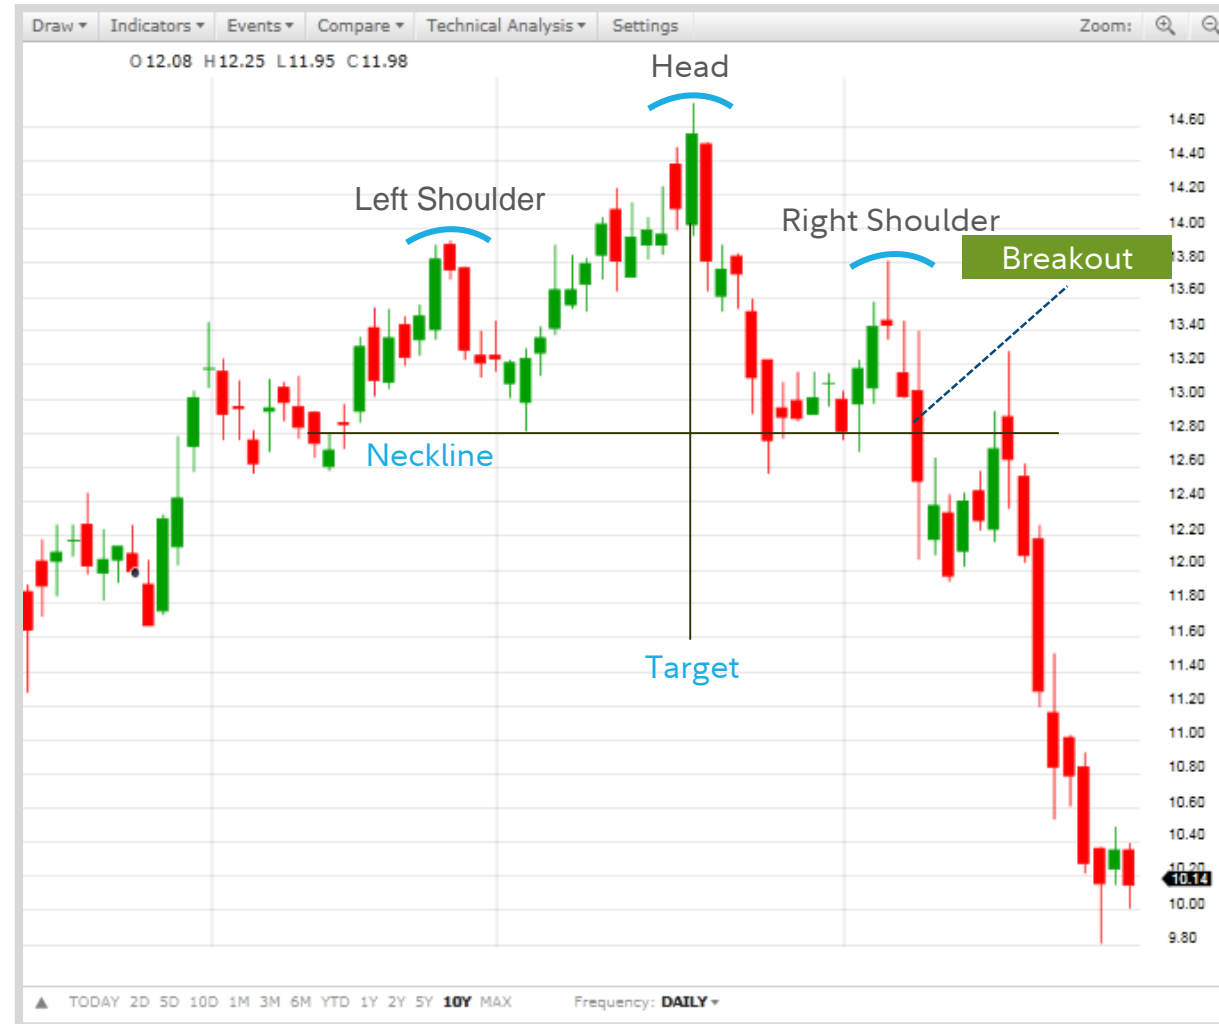 Draw Indicators Events Compare Technical Analysis Settings Zoom:
O 12.08 H 12.25 L 11.95 C 11.98
Head
14.60
14.40
Left Shoulder
14.20
Right Shoulder
14.00
Breakout
13.80
13.60
13.40
13.20
13.00
12.80
Neckline
12.60
12.40
12.20
12.00
11.80
11.60
Target
11.40
11.20
11.00
10.80
10.60
10.40
10.20
10.14
10.00
9.80
TODAY 2D 5D 10D 1M 3M 6M YTD 1Y 2Y 5Y 10Y MAX Frequency: DAILY